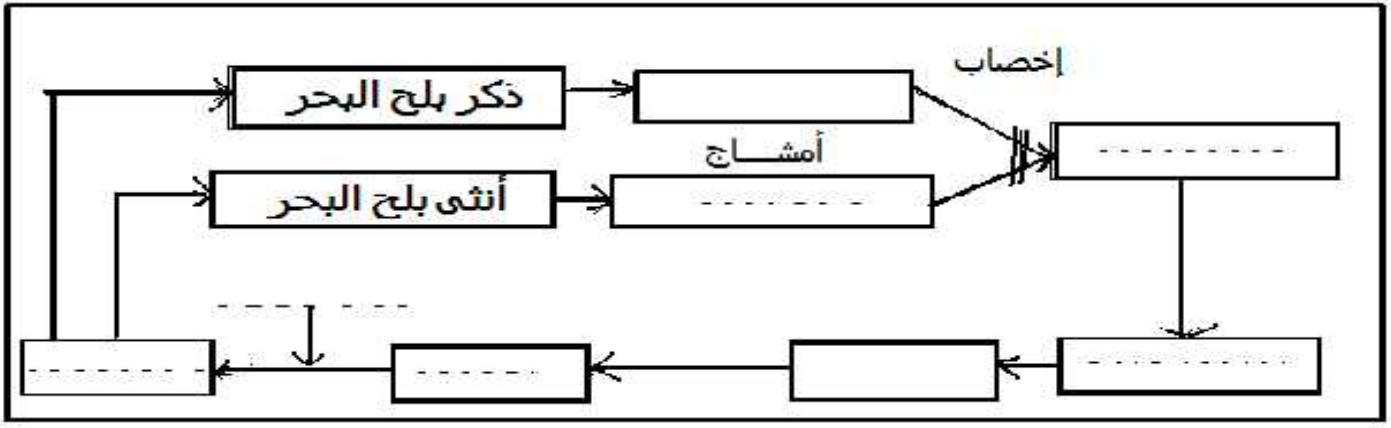 إخصاب
ذكر بلح البحر
أمشـــاج
- - - - - - - - -
أنثى بلح البحر
- - - - - - -
- - - - - - -
- - - - - - - - -
- - - - - -
- - - - - - - - -